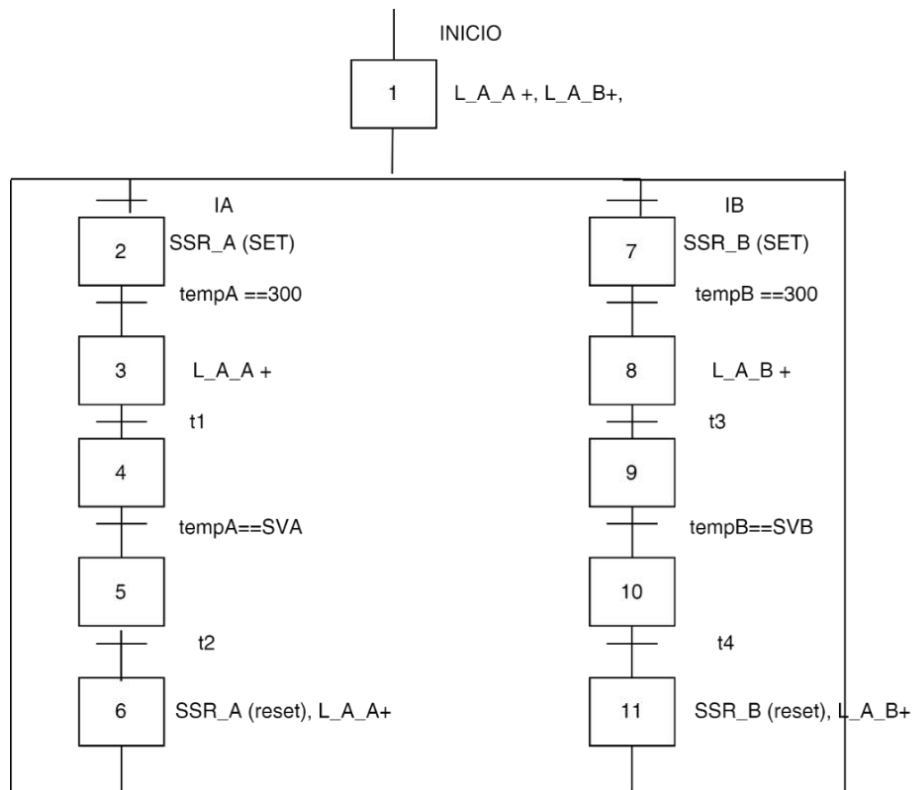 INICIO
1
L_A_A +, L_A_B+,
IA
2
SSR_A (SET)
tempA ==300
3
L_A_A +
t1
4
tempA==SVA
5
t2
6
SSR_A (reset), L_A_A+
IB
7
SSR_B (SET)
tempB ==300
8
L_A_B +
t3
9
tempB==SVB
10
t4
11
SSR_B (reset), L_A_B+